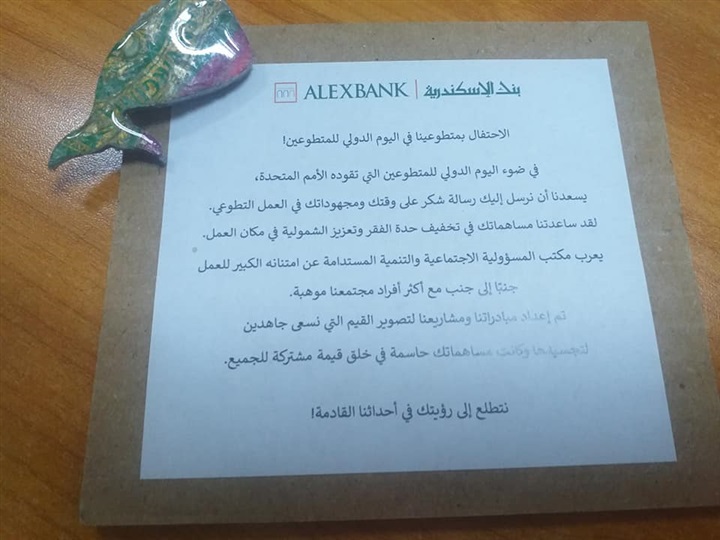 ALEXBANK | بنك الإسكندرية
الاحتفال بمتطوعينا في اليوم الدولي للمتطوعين!
في ضوء اليوم الدولي للمتطوعين التي تقوده الأمم المتحدة،
يسعدنا أن نرسل إليك رسالة شكر على وقتك ومجهوداتك في العمل التطوعي.
لقد ساعدتنا مساهماتك في تخفيف حدة الفقر وتعزيز الشمولية في مكان العمل.
يعرب مكتب المسؤولية الاجتماعية والتنمية المستدامة عن امتنانه الكبير للعمل
جنبًا إلى جنب مع أكثر أفراد مجتمعنا موهبة.
تم إعداد مبادراتنا ومشاريعنا لتصوير القيم التي نسعى جاهدين
لتجسيدها وكانت مساهماتك حاسمة في خلق قيمة مشتركة للجميع.
نتطلع إلى رؤيتك في أحداثنا القادمة!